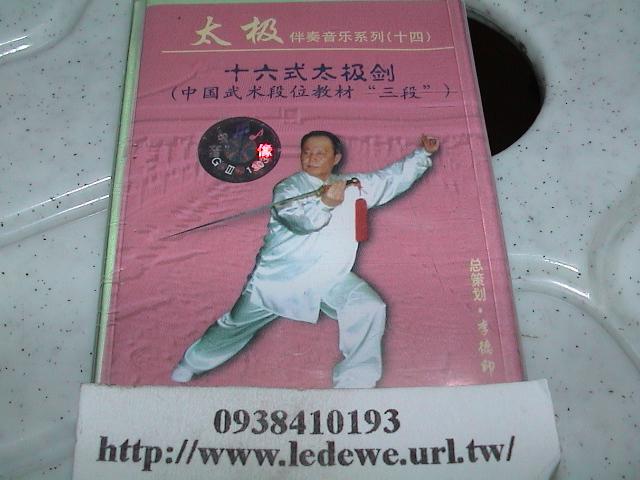 太极 伴奏音乐系列(十四)
十六式太极剑
(中国武术段位教材“三段”)
总策划·李德印
0938410193
http://www.ledewe.url.tw/